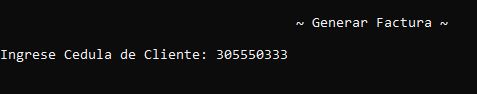 ~ Generar Factura ~
Ingrese Cedula de Cliente: 305550333